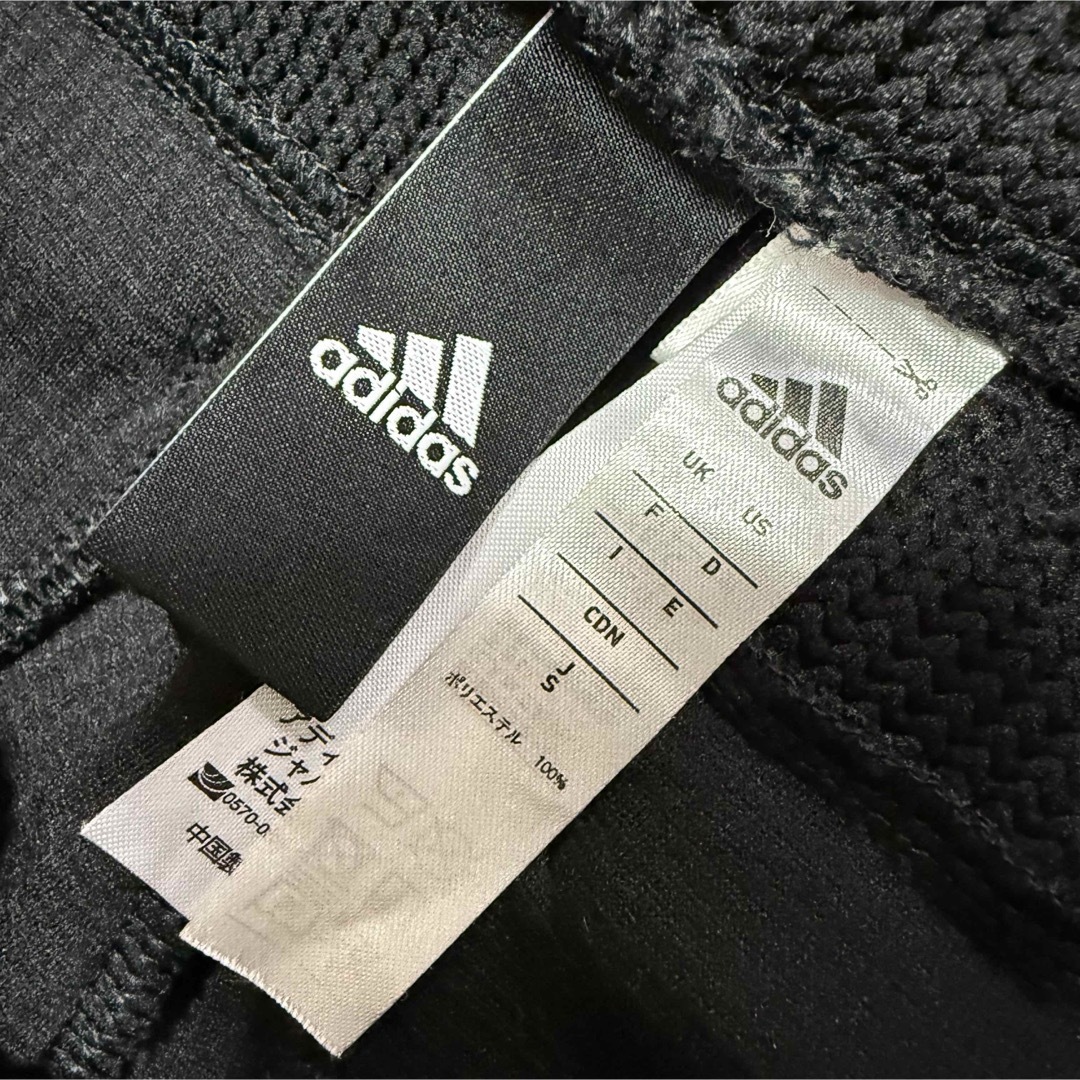 adidas
adidas
UK US
F D
I E
CDN
J
S
ポリエステル 100%
アディ
ジャパ
株式会
0570-0
中国製